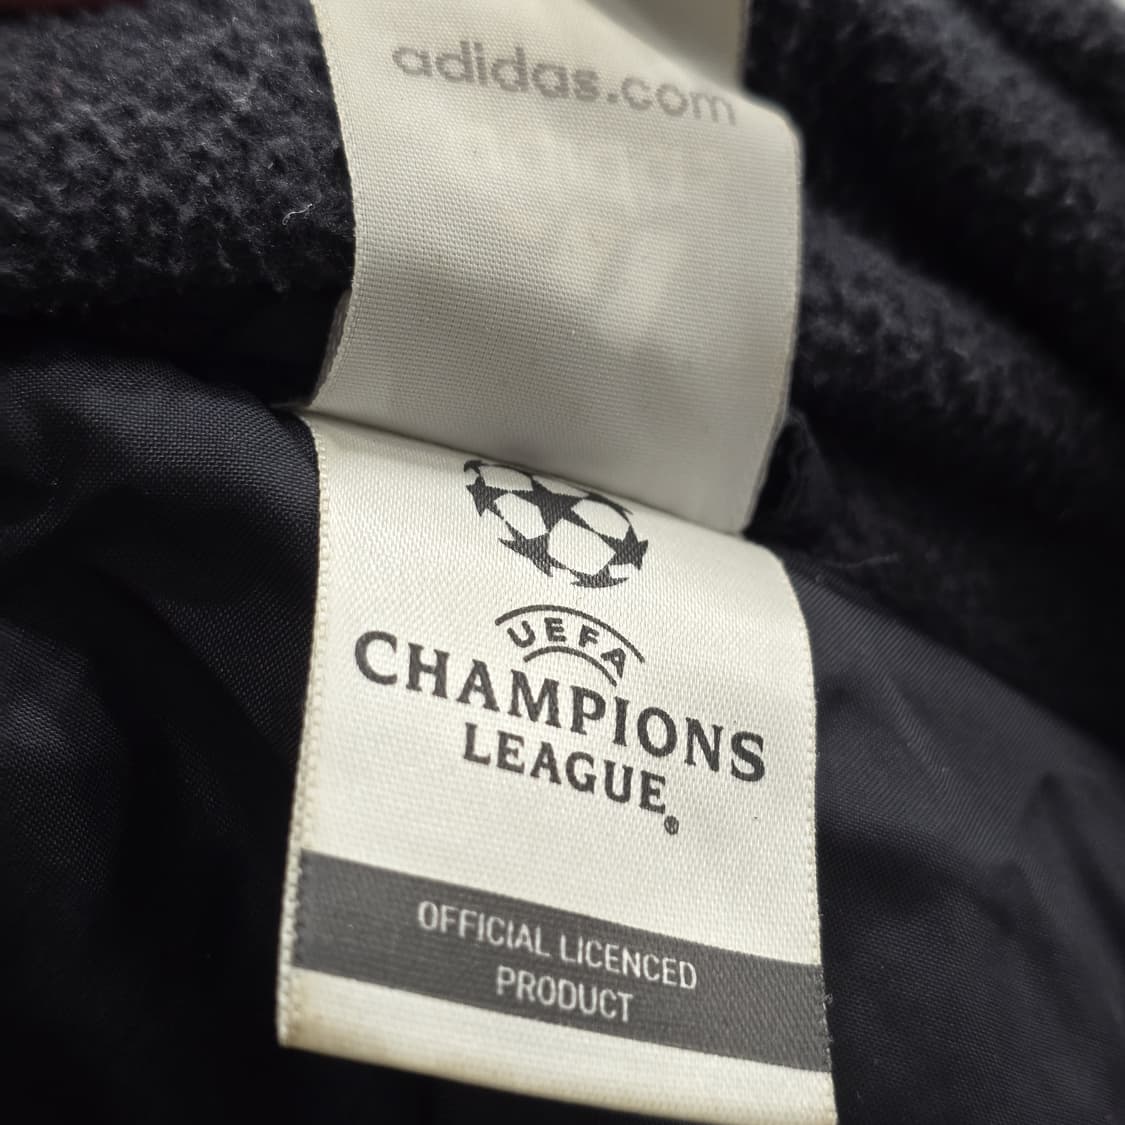 adidas.com
UEFA
CHAMPIONS
LEAGUE®
OFFICIAL LICENCED
PRODUCT